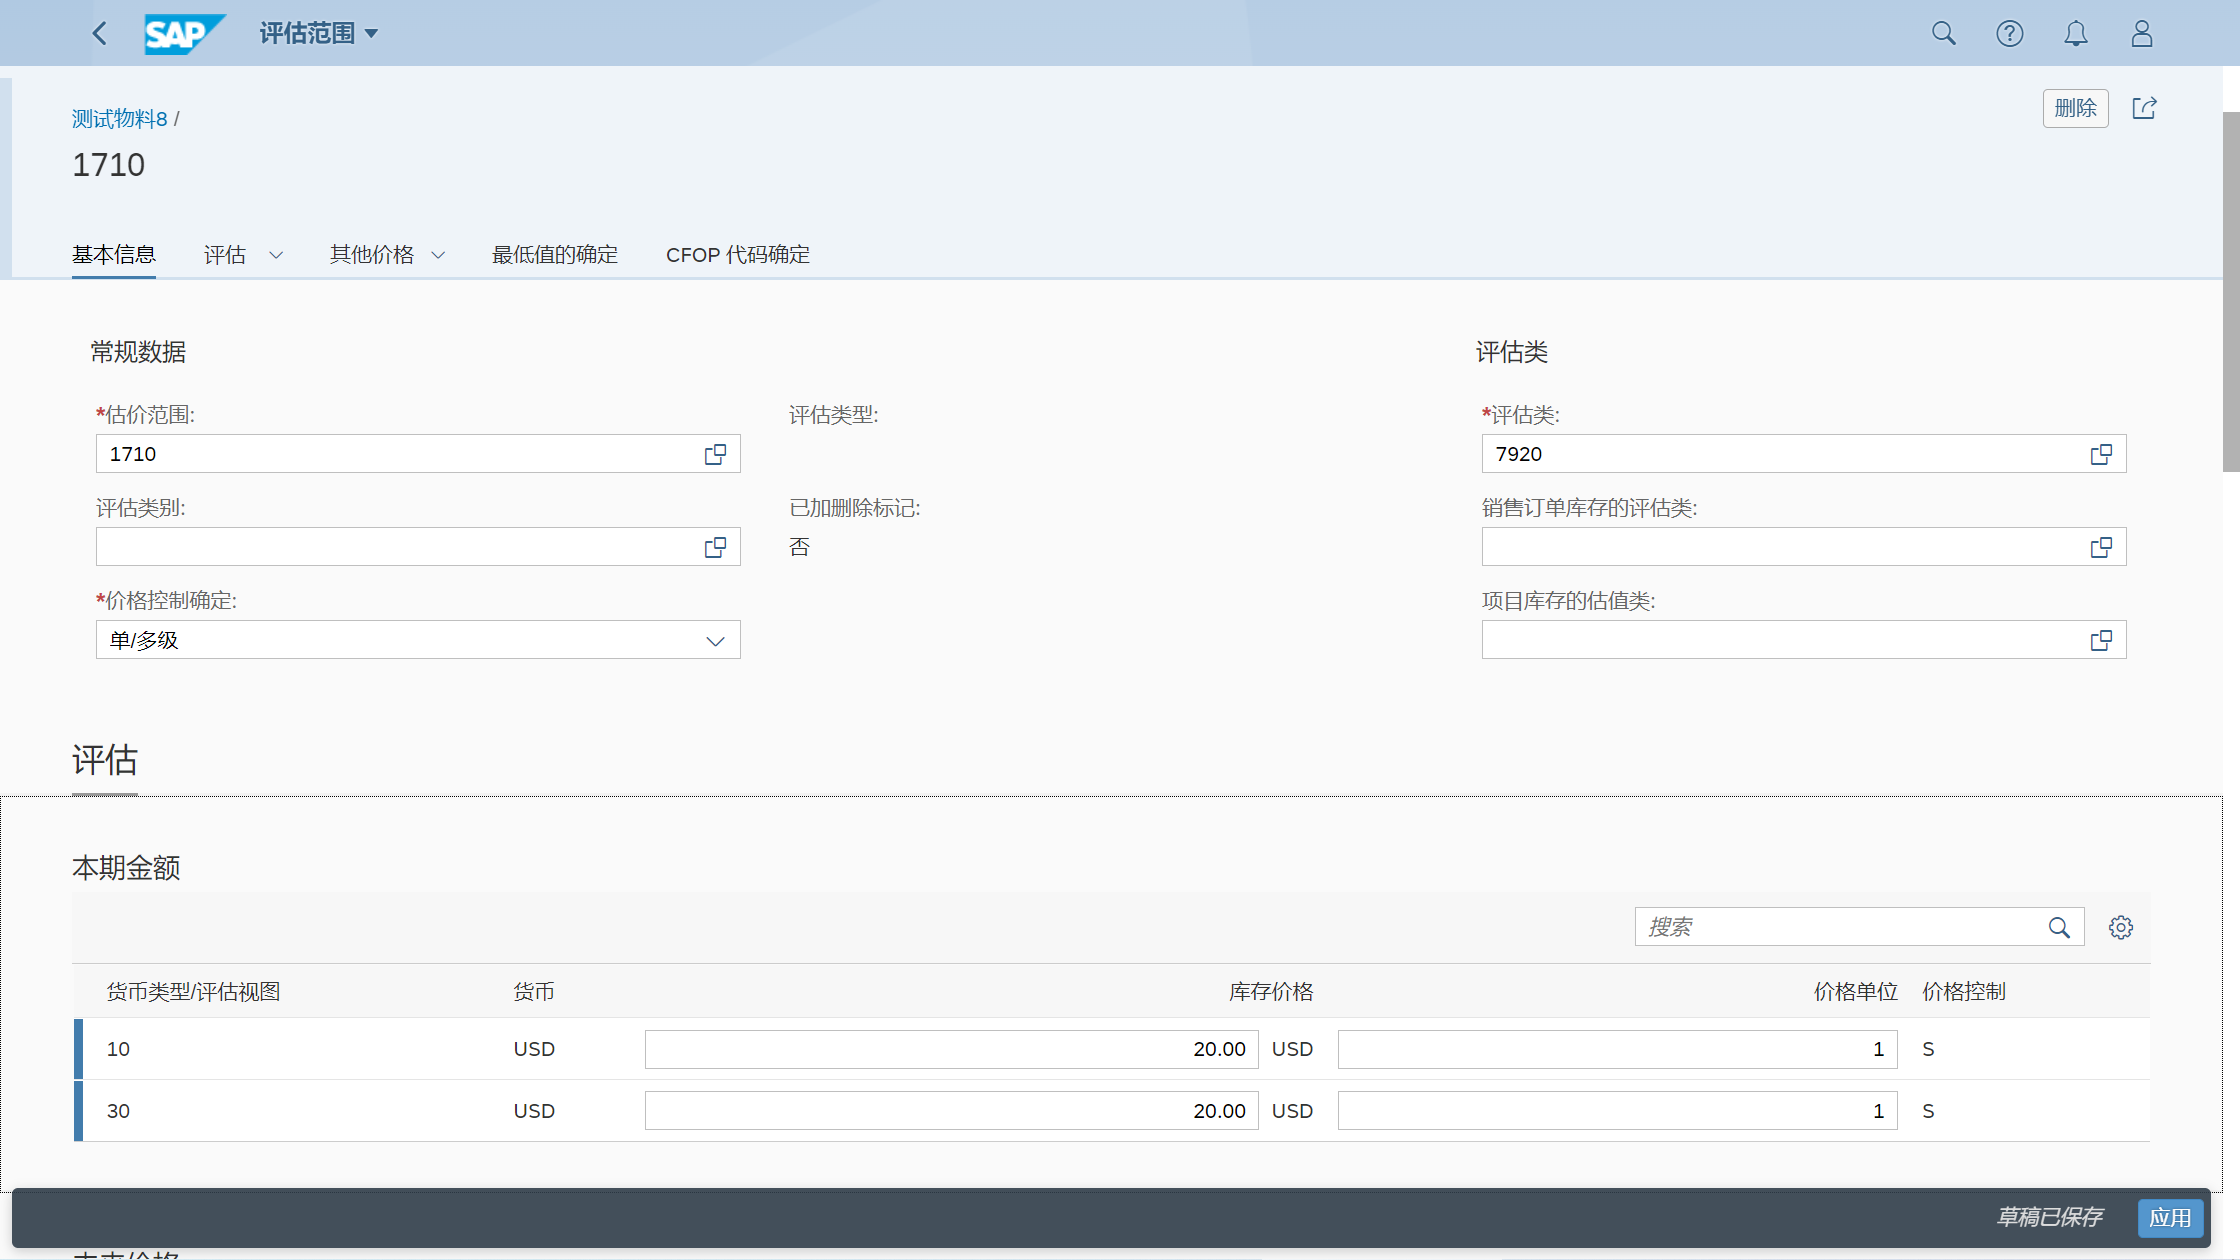 SAP 评估范围
测试物料8 /
删除
1710
基本信息 评估 其他价格 最低值的确定 CFOP 代码确定
常规数据
评估类
*估价范围:
评估类型:
*评估类:
1710
7920
评估类别:
已加删除标记:
销售订单库存的评估类:
否
*价格控制确定:
项目库存的估值类:
单/多级
评估
本期金额
搜索
货币类型/评估视图 货币 库存价格 价格单位 价格控制
10 USD 20.00 USD 1 S
30 USD 20.00 USD 1 S
草稿已保存 应用